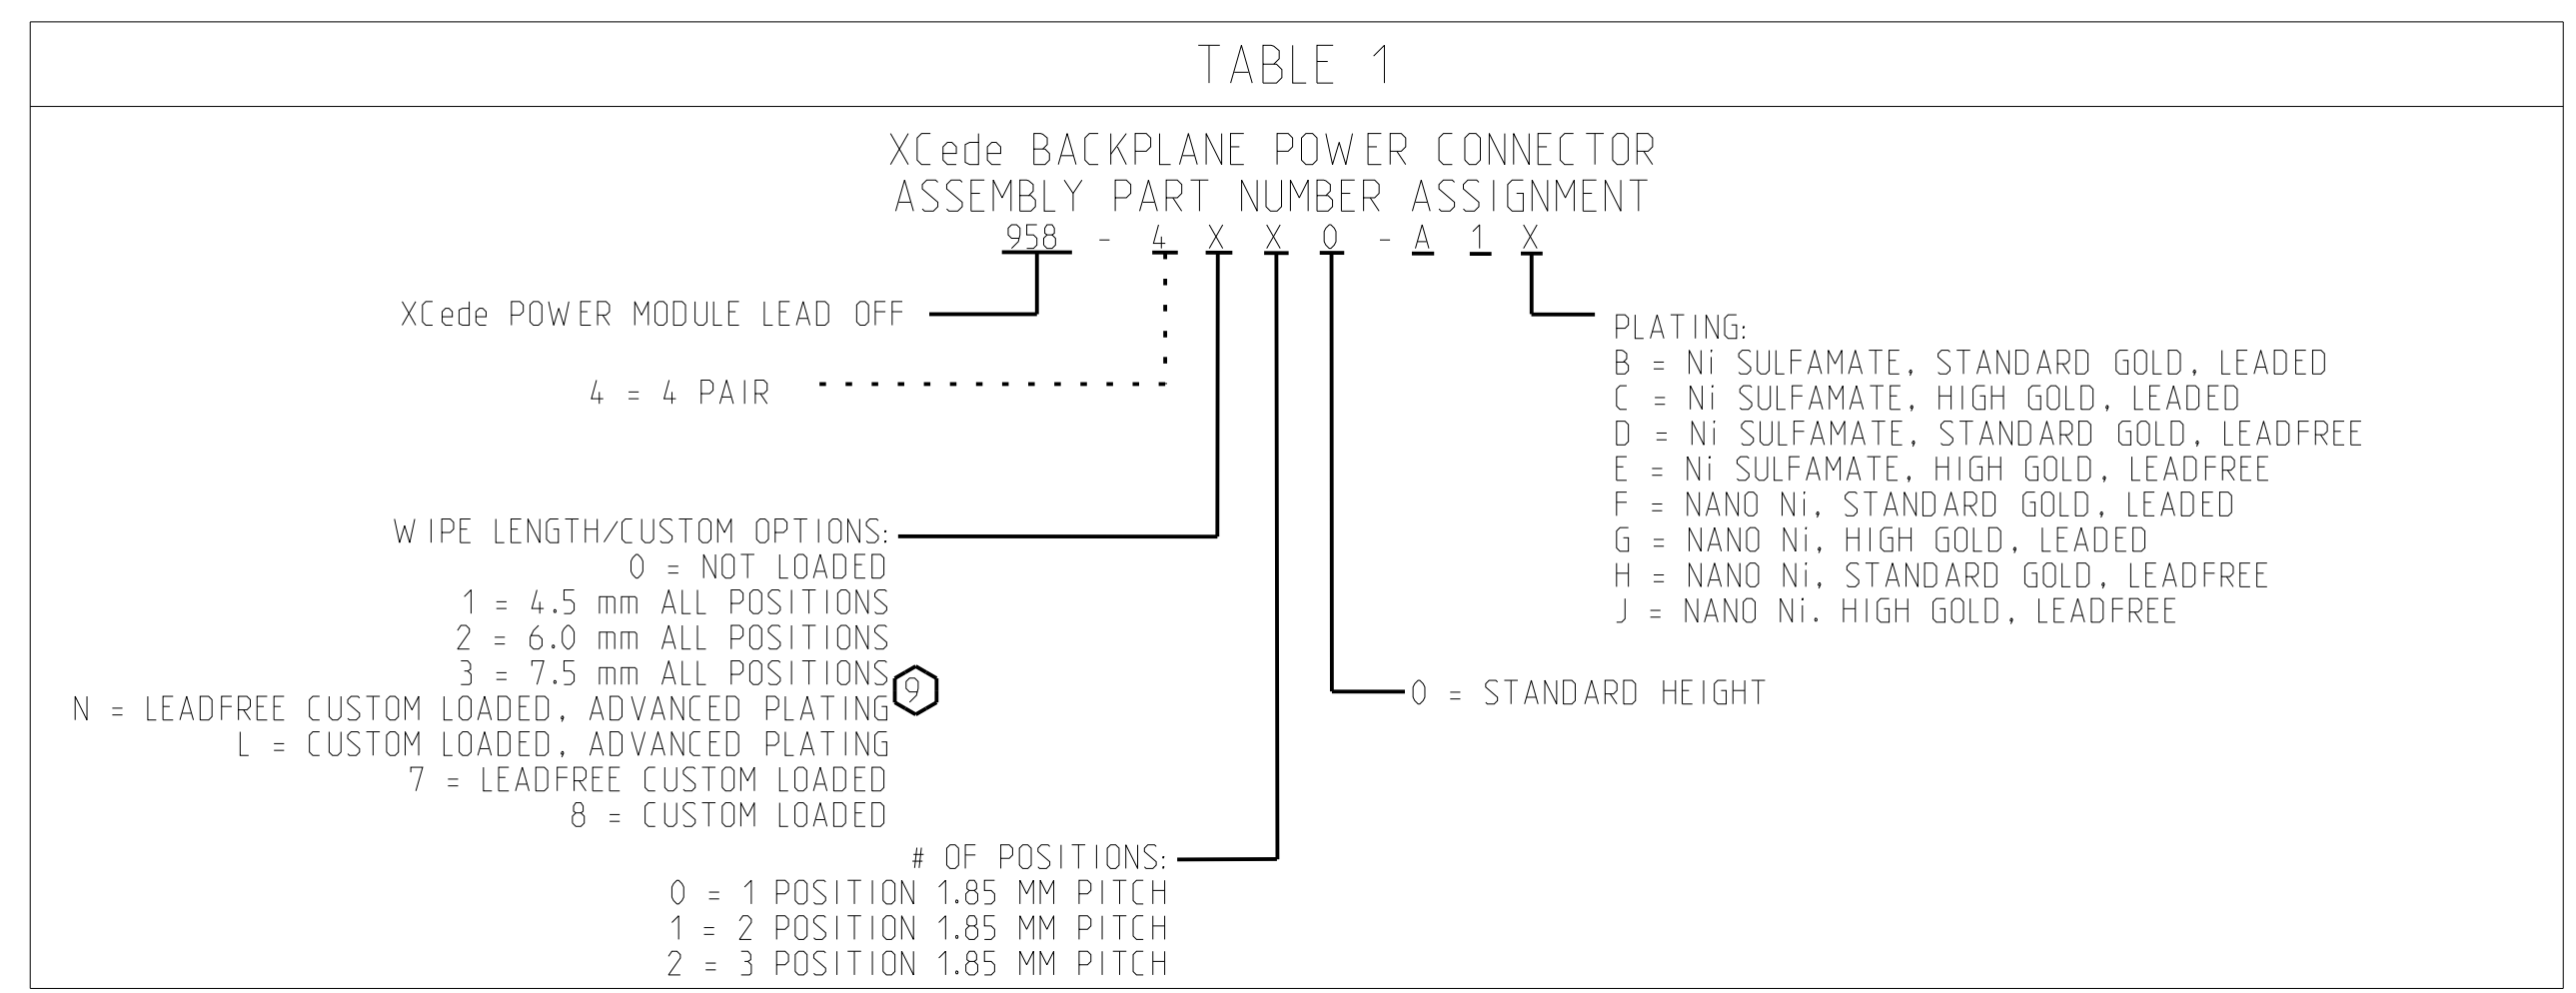 TABLE 1
XCede BACKPLANE POWER CONNECTOR
ASSEMBLY PART NUMBER ASSIGNMENT
958 - 4 X X 0 - A 1 X
XCede POWER MODULE LEAD OFF
4 = 4 PAIR
WIPE LENGTH/CUSTOM OPTIONS:
0 = NOT LOADED
1 = 4.5 mm ALL POSITIONS
2 = 6.0 mm ALL POSITIONS
3 = 7.5 mm ALL POSITIONS
9
N = LEADFREE CUSTOM LOADED, ADVANCED PLATING
L = CUSTOM LOADED, ADVANCED PLATING
7 = LEADFREE CUSTOM LOADED
8 = CUSTOM LOADED
# OF POSITIONS:
0 = 1 POSITION 1.85 MM PITCH
1 = 2 POSITION 1.85 MM PITCH
2 = 3 POSITION 1.85 MM PITCH
PLATING:
B = Ni SULFAMATE, STANDARD GOLD, LEADED
C = Ni SULFAMATE, HIGH GOLD, LEADED
D = Ni SULFAMATE, STANDARD GOLD, LEADFREE
E = Ni SULFAMATE, HIGH GOLD, LEADFREE
F = NANO Ni, STANDARD GOLD, LEADED
G = NANO Ni, HIGH GOLD, LEADED
H = NANO Ni, STANDARD GOLD, LEADFREE
J = NANO Ni. HIGH GOLD, LEADFREE
0 = STANDARD HEIGHT